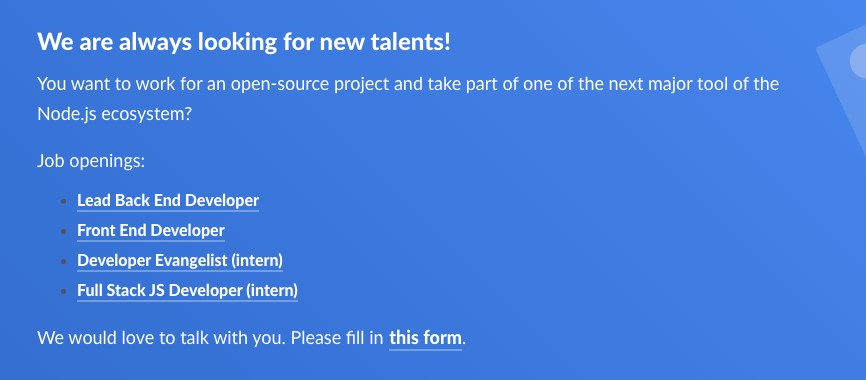 We are always looking for new talents!
You want to work for an open-source project and take part of one of the next major tool of the
Node.js ecosystem?
Job openings:
Lead Back End Developer
Front End Developer
Developer Evangelist (intern)
Full Stack JS Developer (intern)
We would love to talk with you. Please fill in this form.